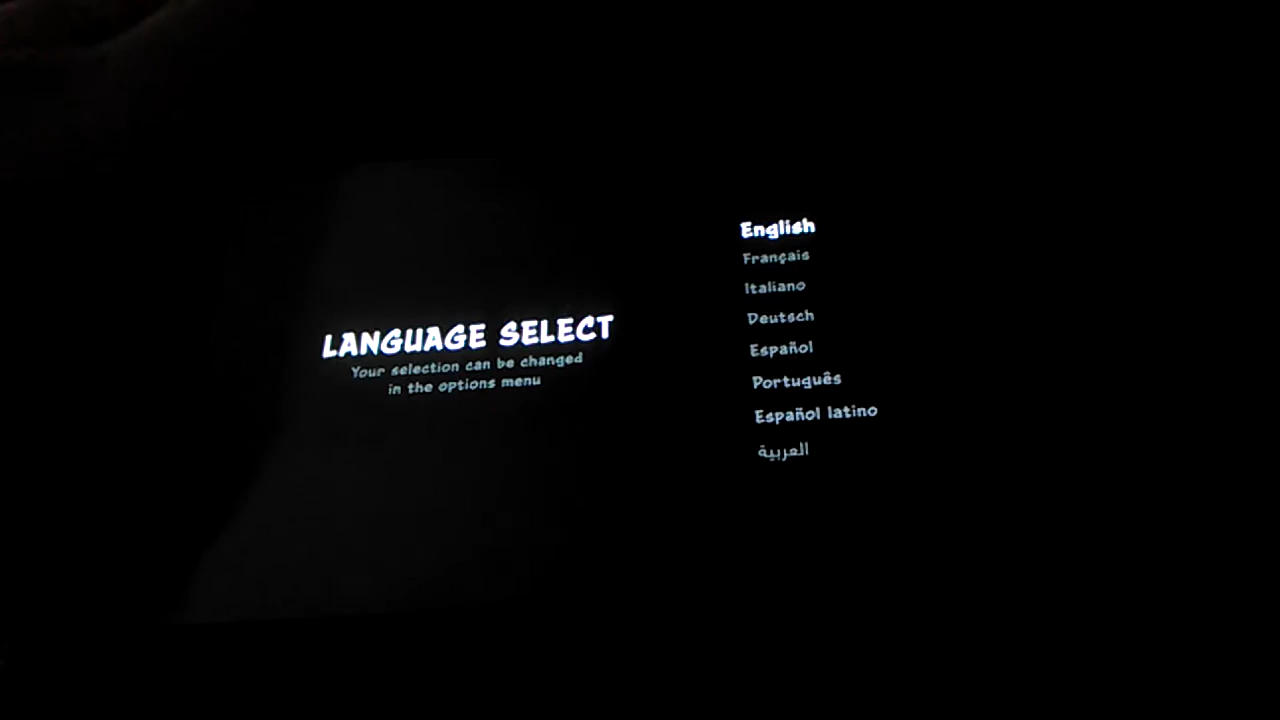 LANGUAGE SELECT
Your selection can be changed
in the options menu
English
Français
Italiano
Deutsch
Español
Português
Español latino
العربية